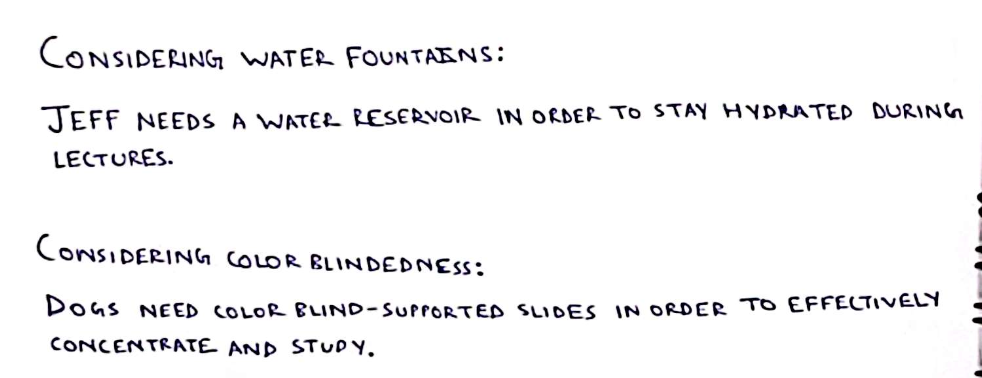 CONSIDERING WATER FOUNTAINS:
JEFF NEEDS A WATER RESERVOIR IN ORDER TO STAY HYDRATED DURING
LECTURES.
CONSIDERING COLOR BLINDEDNESS:
DOGS NEED COLOR BLIND-SUPPORTED SLIDES IN ORDER TO EFFECTIVELY
CONCENTRATE AND STUDY.